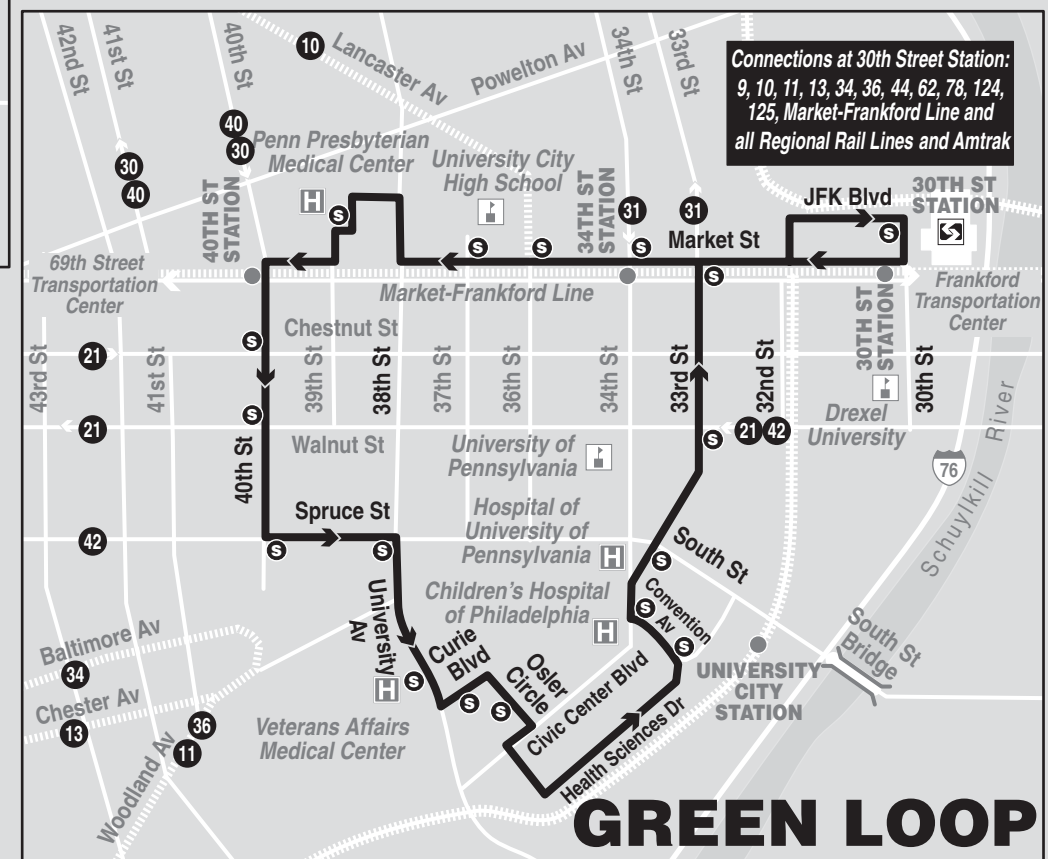 42nd St
41st St
40th St
10
Lancaster Av
Powelton Av
34th St
33rd St
Connections at 30th Street Station:
9, 10, 11, 13, 34, 36, 44, 62, 78, 124,
125, Market-Frankford Line and
all Regional Rail Lines and Amtrak
40
30
30
40
Penn Presbyterian
Medical Center
H
S
University City
High School
40TH ST
STATION
34TH ST
STATION
31
31
JFK Blvd
30TH ST
STATION
S
S
S
S
S
Market St
S
69th Street
Transportation
Center
Market-Frankford Line
Frankford
Transportation
Center
30TH ST
STATION
S
Chestnut St
21
43rd St
41st St
39th St
38th St
37th St
36th St
34th St
33rd St
32nd St
30th St
Drexel
University
21
S
40th St
Walnut St
University of
Pennsylvania
S
21
42
76
Schuylkill River
Spruce St
Hospital of
University of
Pennsylvania
H
42
S
S
S
South St
University
Av
Children's Hospital
of Philadelphia
H
S
Convention
Av
S
Baltimore Av
34
Chester Av
13
Curie
Blvd
Osler
Circle
Civic Center Blvd
UNIVERSITY
CITY
STATION
South St
Bridge
H
S
S
S
Veterans Affairs
Medical Center
36
11
Woodland Av
Health Sciences Dr
GREEN LOOP